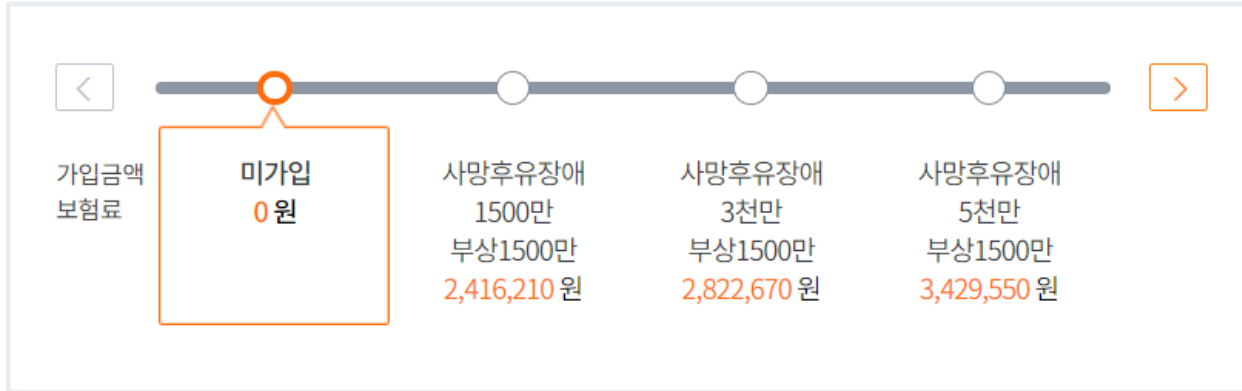 가입금액
보험료
미가입
0 원
사망후유장애
1500만
부상1500만
2,416,210 원
사망후유장애
3천만
부상1500만
2,822,670 원
사망후유장애
5천만
부상1500만
3,429,550 원